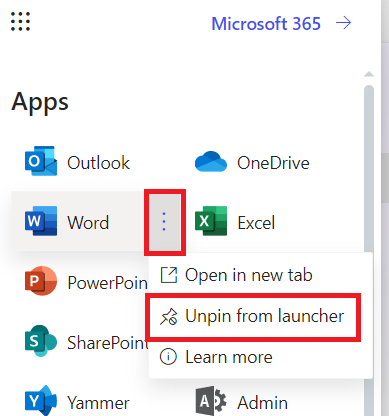 Microsoft 365
Apps
Outlook
OneDrive
Word
Excel
Open in new tab
PowerPoin
Unpin from launcher
SharePoin
Learn more
Yammer
Admin